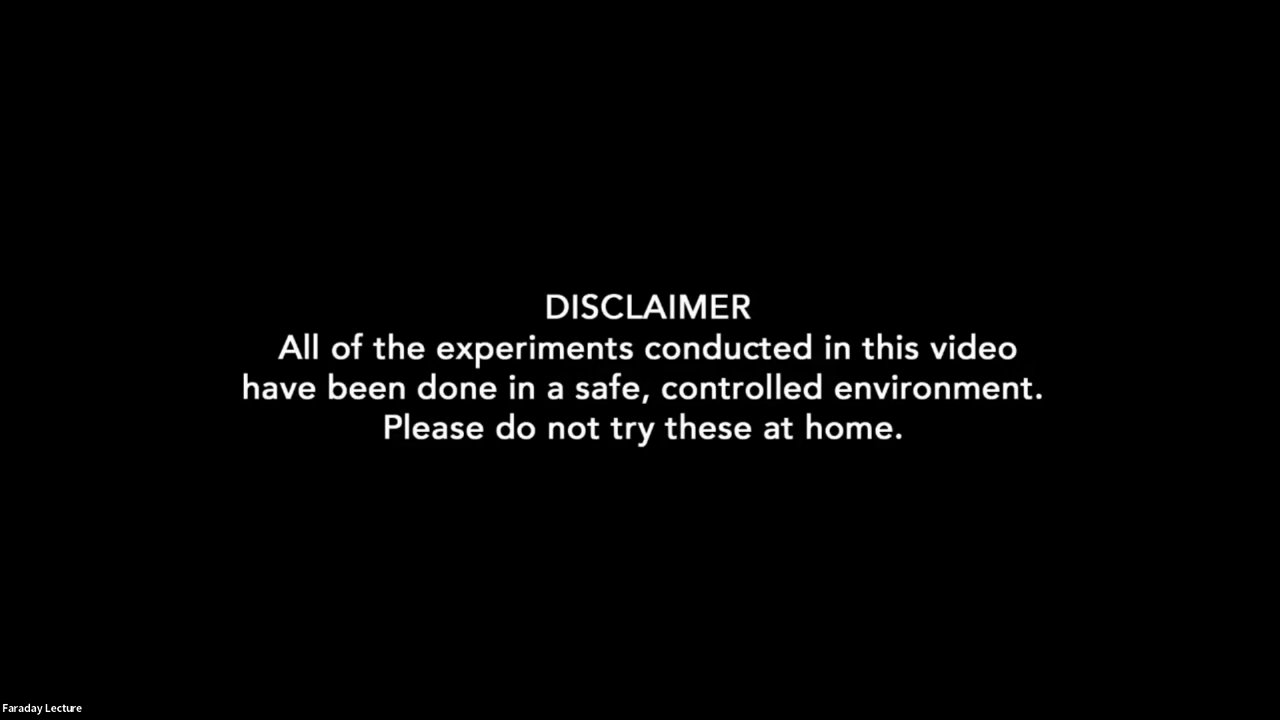 DISCLAIMER
All of the experiments conducted in this video
have been done in a safe, controlled environment.
Please do not try these at home.
Faraday Lecture